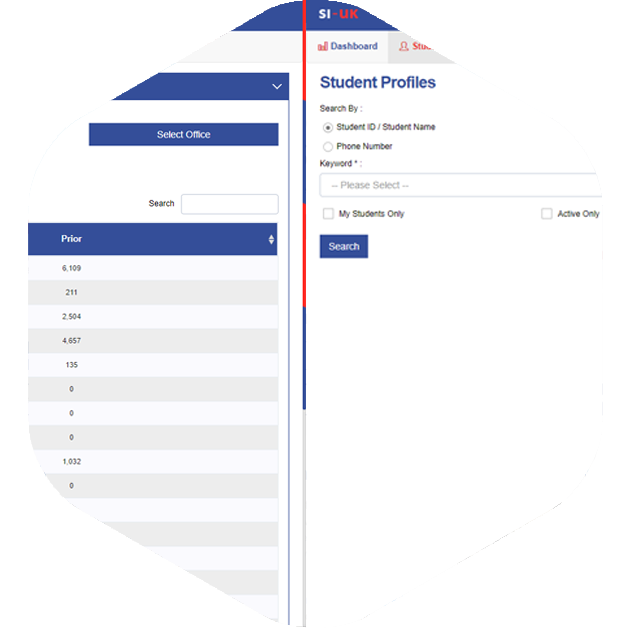 Select Office
Search
Prior
6,109
211
2,504
4,657
135
0
0
0
1,032
0
SI-UK
Dashboard
Student Profiles
Search By :
Student ID / Student Name
Phone Number
Keyword * :
-- Please Select --
My Students Only Active Only
Search